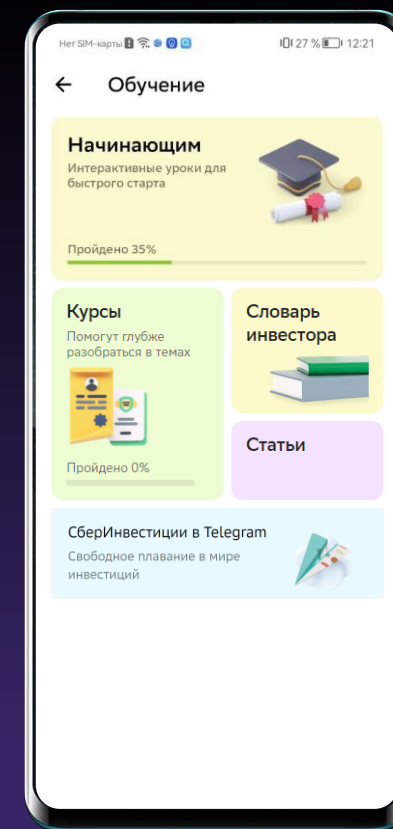 Нет SIM-карты 27 % 12:21
Обучение
Начинающим
Интерактивные уроки для
быстрого старта
Пройдено 35%
Курсы
Помогут глубже
разобраться в темах
Пройдено 0%
Словарь
инвестора
Статьи
СберИнвестиции в Telegram
Свободное плавание в мире
инвестиций